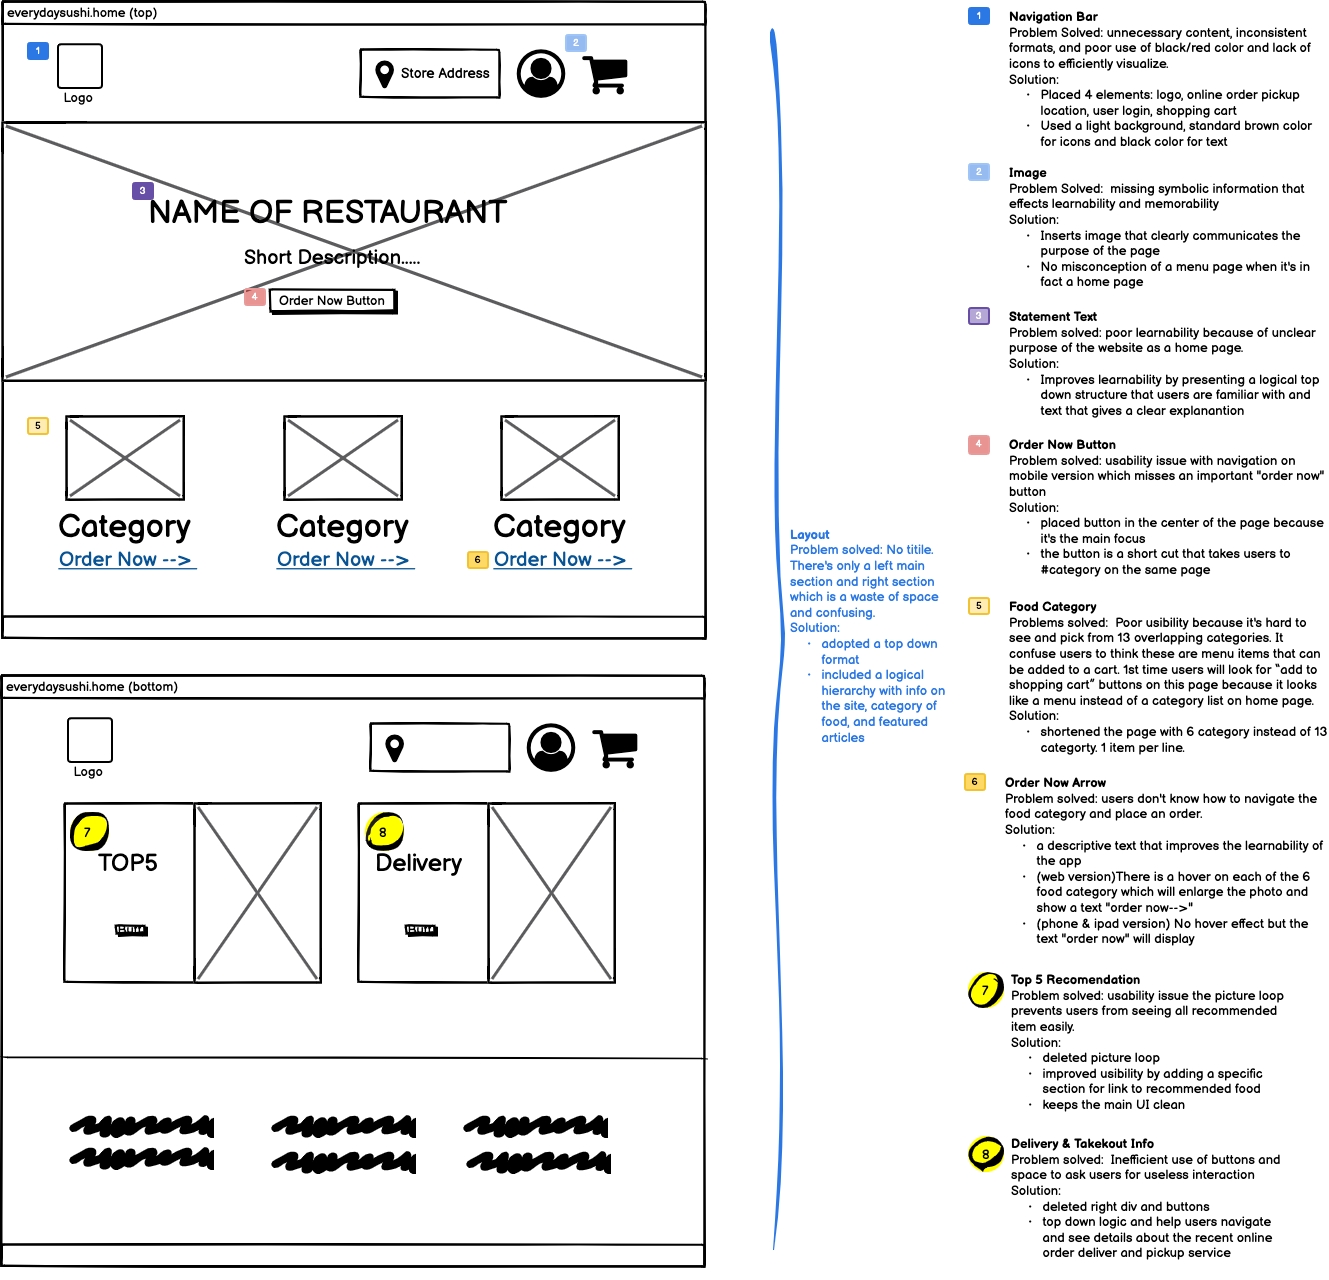 everydaysushi.home (top)
1
2
Store Address
Logo
3
NAME OF RESTAURANT
Short Description.....
4
Order Now Button
5
Category
Category
Category
Order Now -->
Order Now -->
6
Order Now -->
everydaysushi.home (bottom)
Logo
7
TOP5
8
Delivery
Layout
Problem solved: No titile.
There's only a left main
section and right section
which is a waste of space
and confusing.
Solution:
· adopted a top down
format
· included a logical
hierarchy with info on
the site, category of
food, and featured
articles
1
Navigation Bar
Problem Solved: unnecessary content, inconsistent
formats, and poor use of black/red color and lack of
icons to efficiently visualize.
Solution:
· Placed 4 elements: logo, online order pickup
location, user login, shopping cart
· Used a light background, standard brown color
for icons and black color for text
2
Image
Problem Solved:  missing symbolic information that
effects learnability and memorability
Solution:
· Inserts image that clearly communicates the
purpose of the page
· No misconception of a menu page when it's in
fact a home page
3
Statement Text
Problem solved: poor learnability because of unclear
purpose of the website as a home page.
Solution:
· Improves learnability by presenting a logical top
down structure that users are familiar with and
text that gives a clear explanantion
4
Order Now Button
Problem solved: usability issue with navigation on
mobile version which misses an important "order now"
button
Solution:
· placed button in the center of the page because
it's the main focus
· the button is a short cut that takes users to
#category on the same page
5
Food Category
Problems solved:  Poor usibility because it's hard to
see and pick from 13 overlapping categories. It
confuse users to think these are menu items that can
be added to a cart. 1st time users will look for “add to
shopping cart” buttons on this page because it looks
like a menu instead of a category list on home page.
Solution:
· shortened the page with 6 category instead of 13
categorty. 1 item per line.
6
Order Now Arrow
Problem solved: users don't know how to navigate the
food category and place an order.
Solution:
· a descriptive text that improves the learnability of
the app
· (web version)There is a hover on each of the 6
food category which will enlarge the photo and
show a text "order now-->"
· (phone & ipad version) No hover effect but the
text "order now" will display
7
Top 5 Recomendation
Problem solved: usability issue the picture loop
prevents users from seeing all recommended
item easily.
Solution:
· deleted picture loop
· improved usibility by adding a specific
section for link to recommended food
· keeps the main UI clean
8
Delivery & Takekout Info
Problem solved:  Inefficient use of buttons and
space to ask users for useless interaction
Solution:
· deleted right div and buttons
· top down logic and help users navigate
and see details about the recent online
order deliver and pickup service